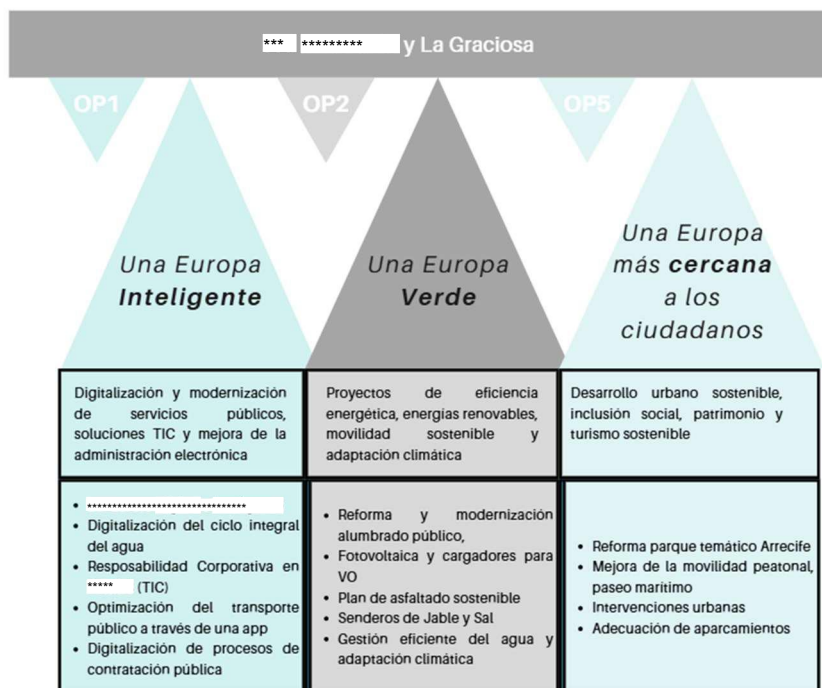 *** ********* y La Graciosa
OP1
OP2
OP5
Una Europa
Inteligente
Una Europa
Verde
Una Europa
más cercana
a los
ciudadanos
Digitalización y modernización
de servicios públicos,
soluciones TIC y mejora de la
administración electrónica
Proyectos de eficiencia
energética, energías renovables,
movilidad sostenible y
adaptación climática
Desarrollo urbano sostenible,
inclusión social, patrimonio y
turismo sostenible
• ********************************
• Digitalización del ciclo integral
del agua
• Resposabilidad Corporativa en
***** (TIC)
• Optimización del transporte
público a través de una app
• Digitalización de procesos de
contratación pública
• Reforma y modernización
alumbrado público,
• Fotovoltaica y cargadores para
VO
• Plan de asfaltado sostenible
• Senderos de Jable y Sal
• Gestión eficiente del agua y
adaptación climática
• Reforma parque temático Arrecife
• Mejora de la movilidad peatonal,
paseo marítimo
• Intervenciones urbanas
• Adecuación de aparcamientos